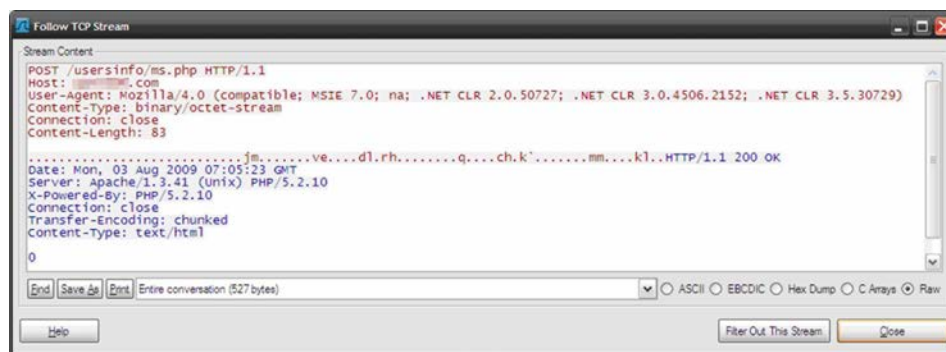 Follow TCP Stream
Stream Content
POST /usersinfo/ms.php HTTP/1.1
Host: .com
User-Agent: Mozilla/4.0 (compatible; MSIE 7.0; na; .NET CLR 2.0.50727; .NET CLR 3.0.4506.2152; .NET CLR 3.5.30729)
Content-Type: binary/octet-stream
Connection: close
Content-Length: 83
...........................jm.......ve....dl.rh........q....ch.k`.......mm....kl..HTTP/1.1 200 OK
Date: Mon, 03 Aug 2009 07:05:23 GMT
Server: Apache/1.3.41 (Unix) PHP/5.2.10
X-Powered-By: PHP/5.2.10
Connection: close
Transfer-Encoding: chunked
Content-Type: text/html
0
Find Save As Print Entire conversation (527 bytes) ASCII EBCDIC Hex Dump C Arrays Raw
Help Filter Out This Stream Close